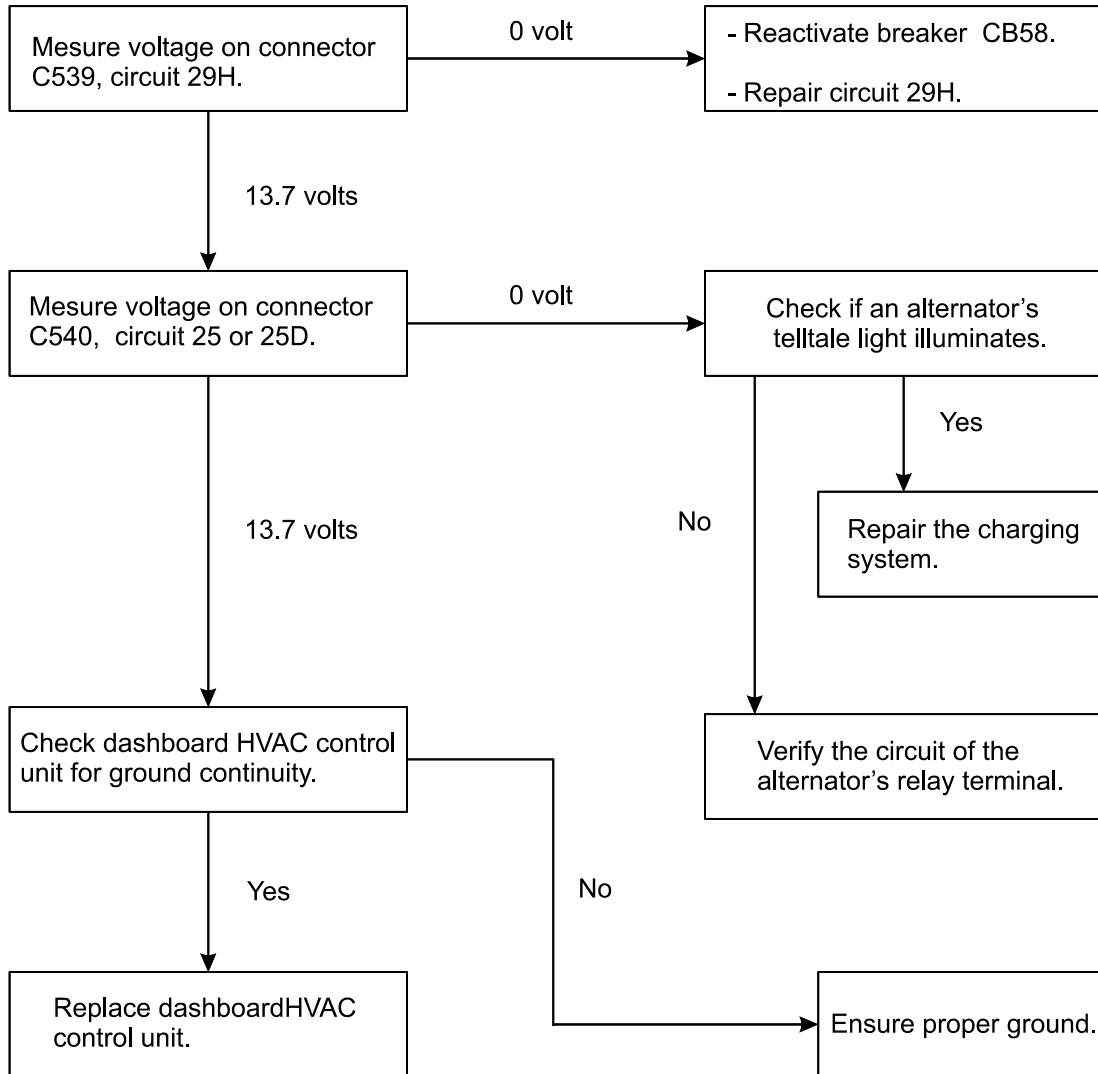 Mesure voltage on connector
C539, circuit 29H.
0 volt
- Reactivate breaker  CB58.
- Repair circuit 29H.
13.7 volts
Mesure voltage on connector
C540,  circuit 25 or 25D.
0 volt
Check if an alternator’s
telltale light illuminates.
Yes
No
Repair the charging
system.
13.7 volts
Check dashboard HVAC control
unit for ground continuity.
Verify the circuit of the
alternator’s relay terminal.
Yes
No
Replace dashboardHVAC
control unit.
Ensure proper ground.